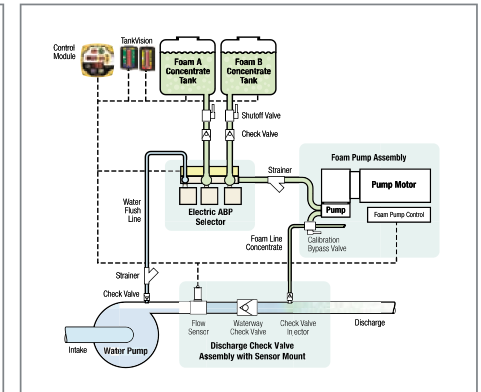 Control
Module
TankVision
Foam A
Concentrate
Tank
Foam B
Concentrate
Tank
Shutoff Valve
Check Valve
Foam Pump Assembly
Strainer
Pump Motor
Pump
Foam Pump Control
Water
Flush
Line
Electric ABP
Selector
Foam Line
Concentrate
Calibration
Bypass Valve
Strainer
Check Valve
Flow
Sensor
Waterway
Check Valve
Check Valve
Injector
Discharge
Intake
Water Pump
Discharge Check Valve
Assembly with Sensor Mount